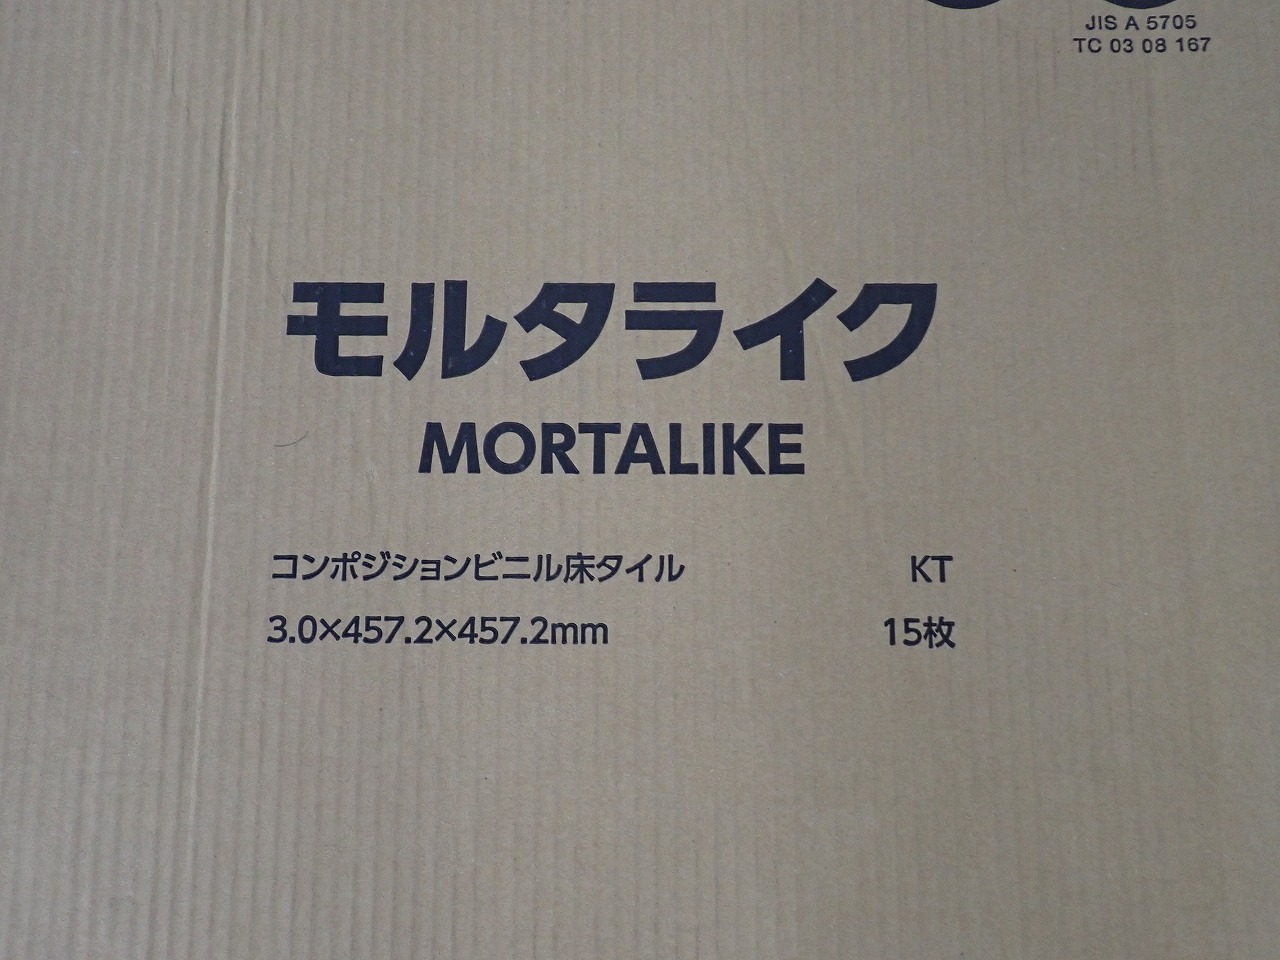 JIS A 5705
TC 03 08 167
モルタライク
MORTALIKE
コンポジションビニル床タイル KT
3.0×457.2×457.2mm 15枚